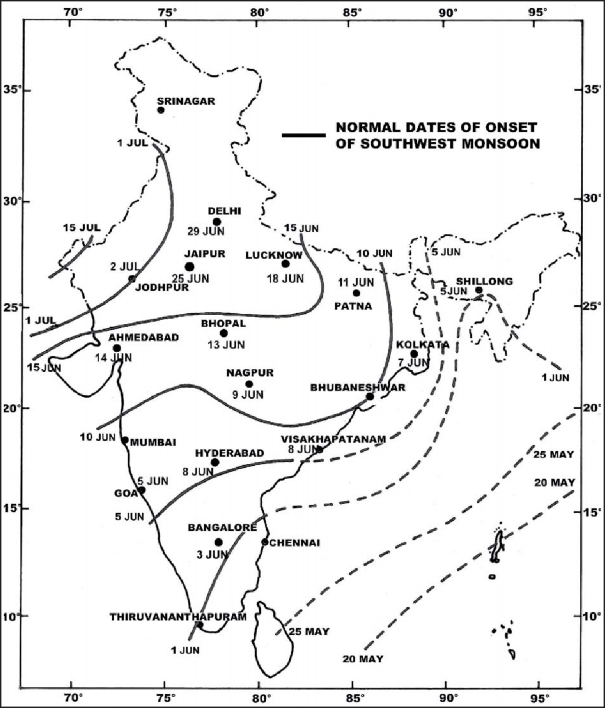 70° 80° 85° 90° 95°
35°
35°
SRINAGAR
NORMAL DATES OF ONSET
OF SOUTHWEST MONSOON
1 JUL
30°
30°
DELHI
29 JUN
15 JUL
15 JUN
10 JUN
JAIPUR
25 JUN
LUCKNOW
18 JUN
5 JUN
2 JUL
JODHPUR
11 JUN
PATNA
SHILLONG
5 JUN
25°
25°
1 JUL
BHOPAL
13 JUN
AHMEDABAD
14 JUN
15 JUN
KOLKATA
7 JUN
1 JUN
NAGPUR
9 JUN
BHUBANESHWAR
20°
20°
10 JUN
MUMBAI
VISAKHAPATANAM
8 JUN
HYDERABAD
8 JUN
25 MAY
20 MAY
5 JUN
GOA
5 JUN
15°
15°
BANGALORE
3 JUN
CHENNAI
10°
10°
THIRUVANANTHAPURAM
1 JUN
25 MAY
20 MAY
70° 75° 80° 85° 90° 95°